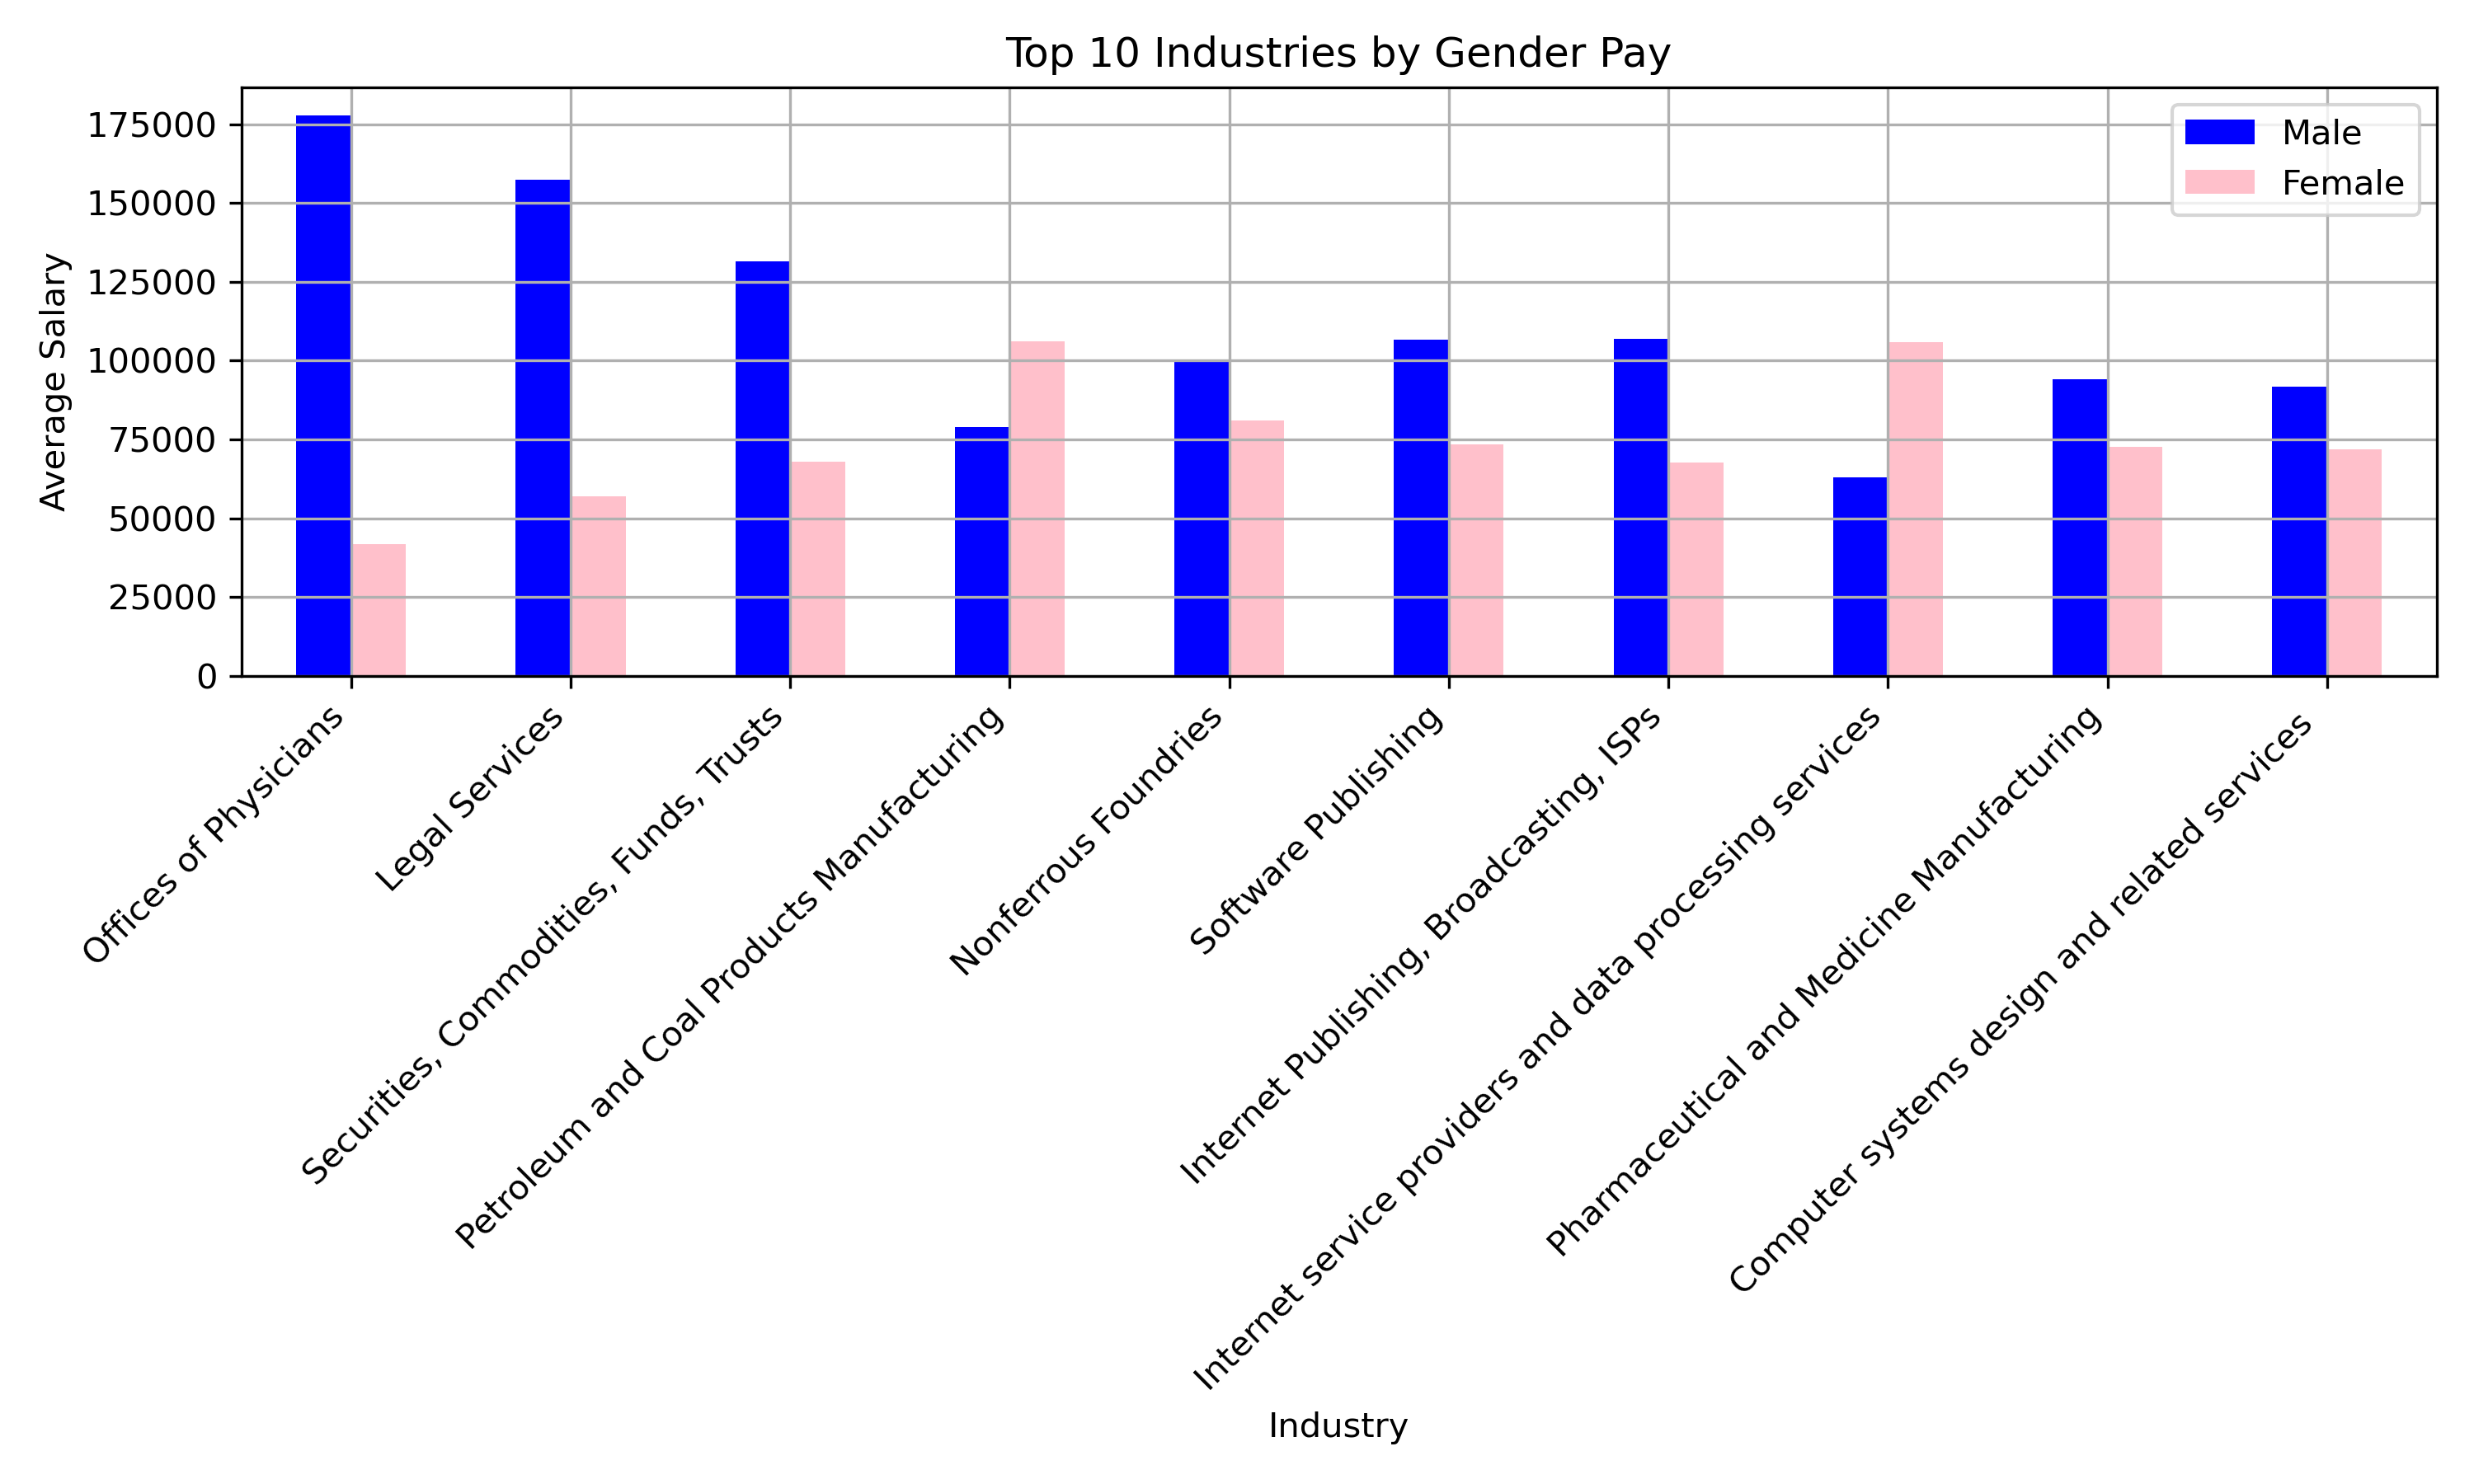 Top 10 Industries by Gender Pay
Average Salary
175000
150000
125000
100000
75000
50000
25000
0
Male
Female
Offices of Physicians
Legal Services
Securities, Commodities, Funds, Trusts
Petroleum and Coal Products Manufacturing
Nonferrous Foundries
Software Publishing
Internet Publishing, Broadcasting, ISPs
Internet service providers and data processing services
Pharmaceutical and Medicine Manufacturing
Computer systems design and related services
Industry